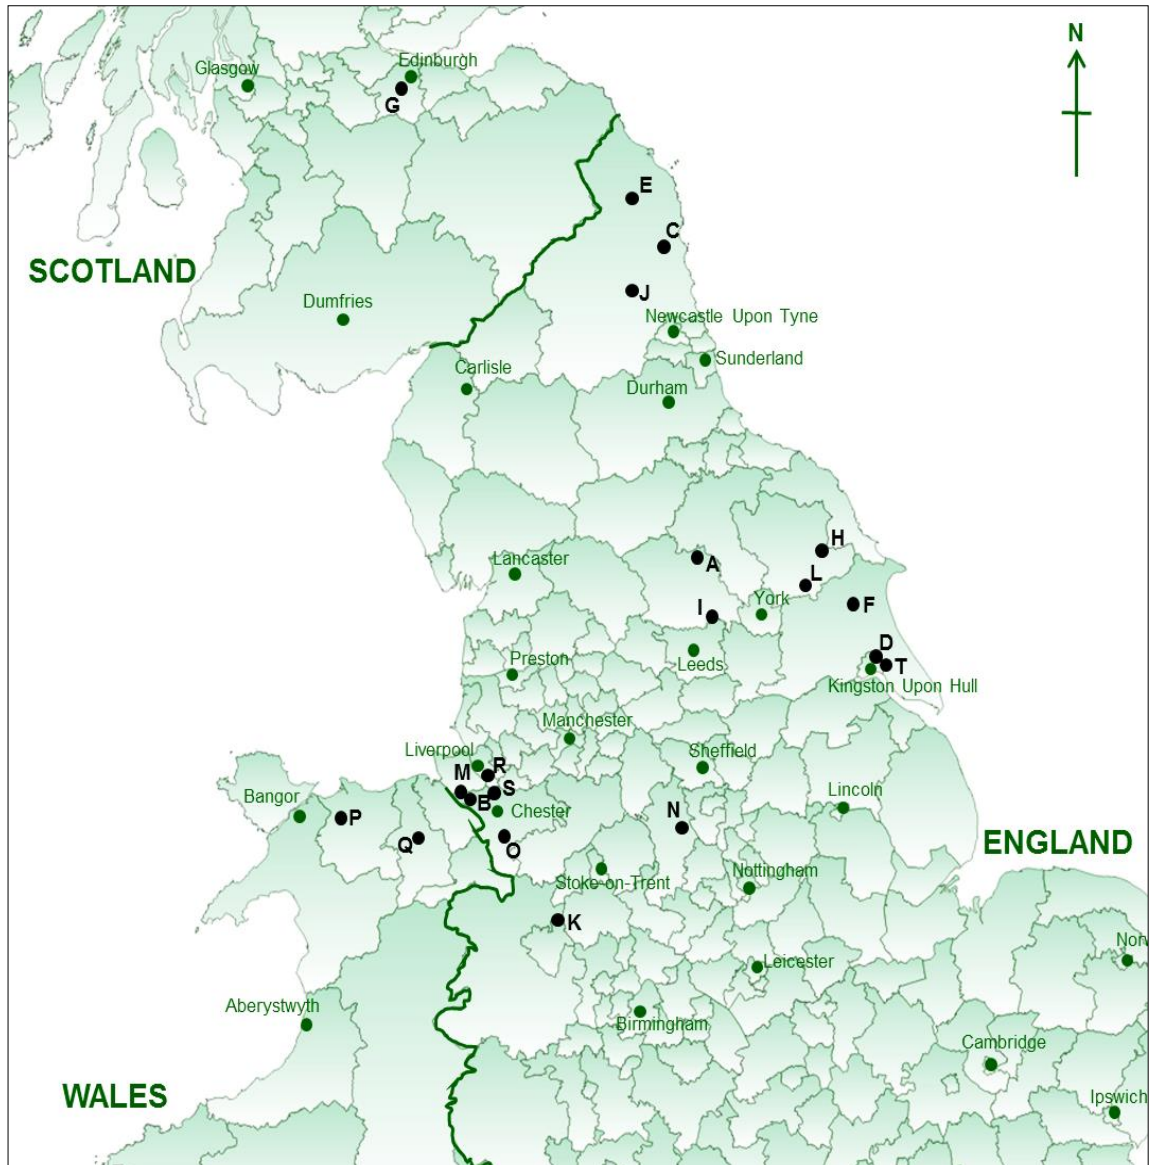 N
Edinburgh
Glasgow
G
E
C
SCOTLAND
J
Dumfries
Newcastle Upon Tyne
Sunderland
Carlisle
Durham
H
Lancaster
A
L
York
I
F
D
Leeds
Preston
T
Kingston Upon Hull
Manchester
Liverpool
Sheffield
R
M
S
Lincoln
Bangor
B
Chester
N
P
Q
O
ENGLAND
Nottingham
Stoke-on-Trent
K
Nor
Leicester
Aberystwyth
Birmingham
Cambridge
WALES
Ipswich